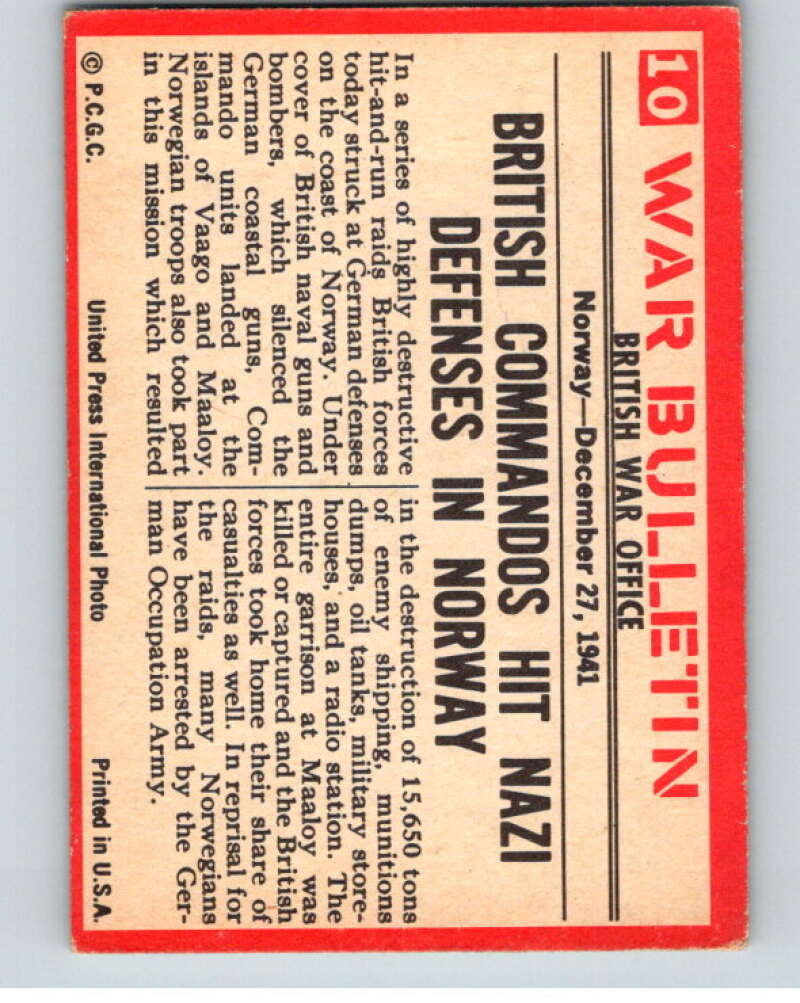 10 WAR BULLETIN
BRITISH WAR OFFICE
Norway—December 27, 1941
BRITISH COMMANDOS HIT NAZI
DEFENSES IN NORWAY
In a series of highly destructive
hit-and-run raids British forces
today struck at German defenses
on the coast of Norway. Under
cover of British naval guns and
bombers, which silenced the
German coastal guns, Com-
mando units landed at the
islands of Vaago and Maaloy.
Norwegian troops also took part
in this mission which resulted
in the destruction of 15,650 tons
of enemy shipping, munitions
dumps, oil tanks, military store-
houses, and a radio station. The
entire garrison at Maaloy was
killed or captured and the British
forces took home their share of
casualties as well. In reprisal for
the raids, many Norwegians
have been arrested by the Ger-
man Occupation Army.
© P.C.G.C. United Press International Photo Printed in U.S.A.